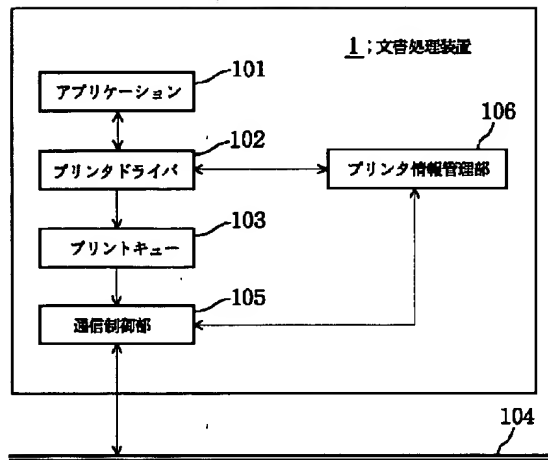 1；文書処理装置
101
アプリケーション
102
プリンタドライバ
106
プリンタ情報管理部
103
プリントキュー
105
通信制御部
104